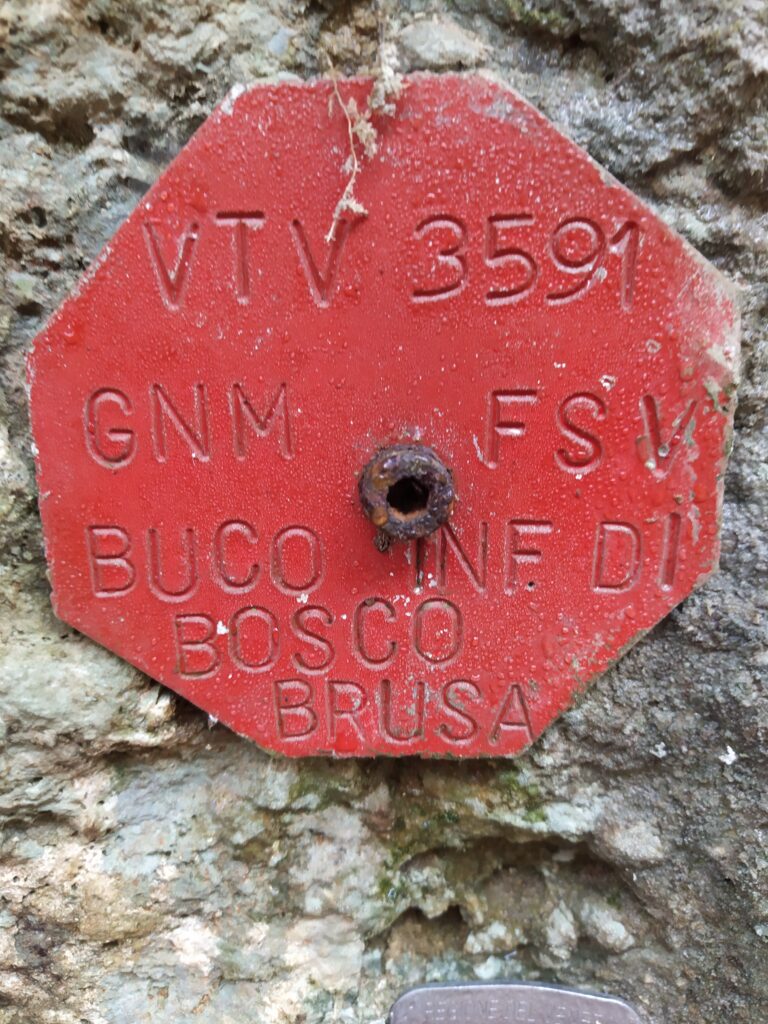 VTV 3591
GNM FSV
BUCO INF DI
BOSCO
BRUSA